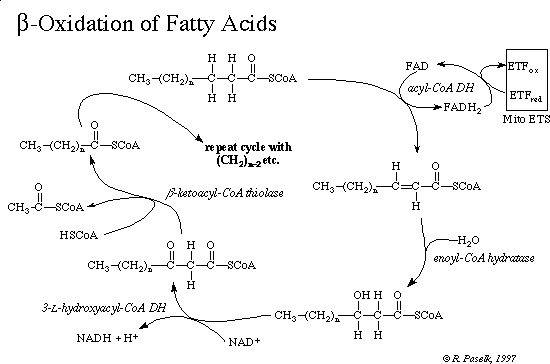 β-Oxidation of Fatty Acids
H H O
CH₃-(CH₂)ₙ-C-C-C-SCoA
H H
FAD
acyl-CoA DH
FADH₂
ETFₒₓ
ETFᵣₑd
Mito ETS
H O
CH₃-(CH₂)ₙ-C=C-C-SCoA
H
H₂O
enoyl-CoA hydratase
OH H O
CH₃-(CH₂)ₙ-C-C-C-SCoA
H H
3-L-hydroxyacyl-CoA DH
NAD⁺
NADH + H⁺
O H O
CH₃-(CH₂)ₙ-C-C-C-SCoA
H
β-ketoacyl-CoA thiolase
HSCoA
O
CH₃-C-SCoA
O
CH₃-(CH₂)ₙ-C-SCoA
repeat cycle with
(CH₂)ₙ₋₂ etc.
© R. Paselk, 1997